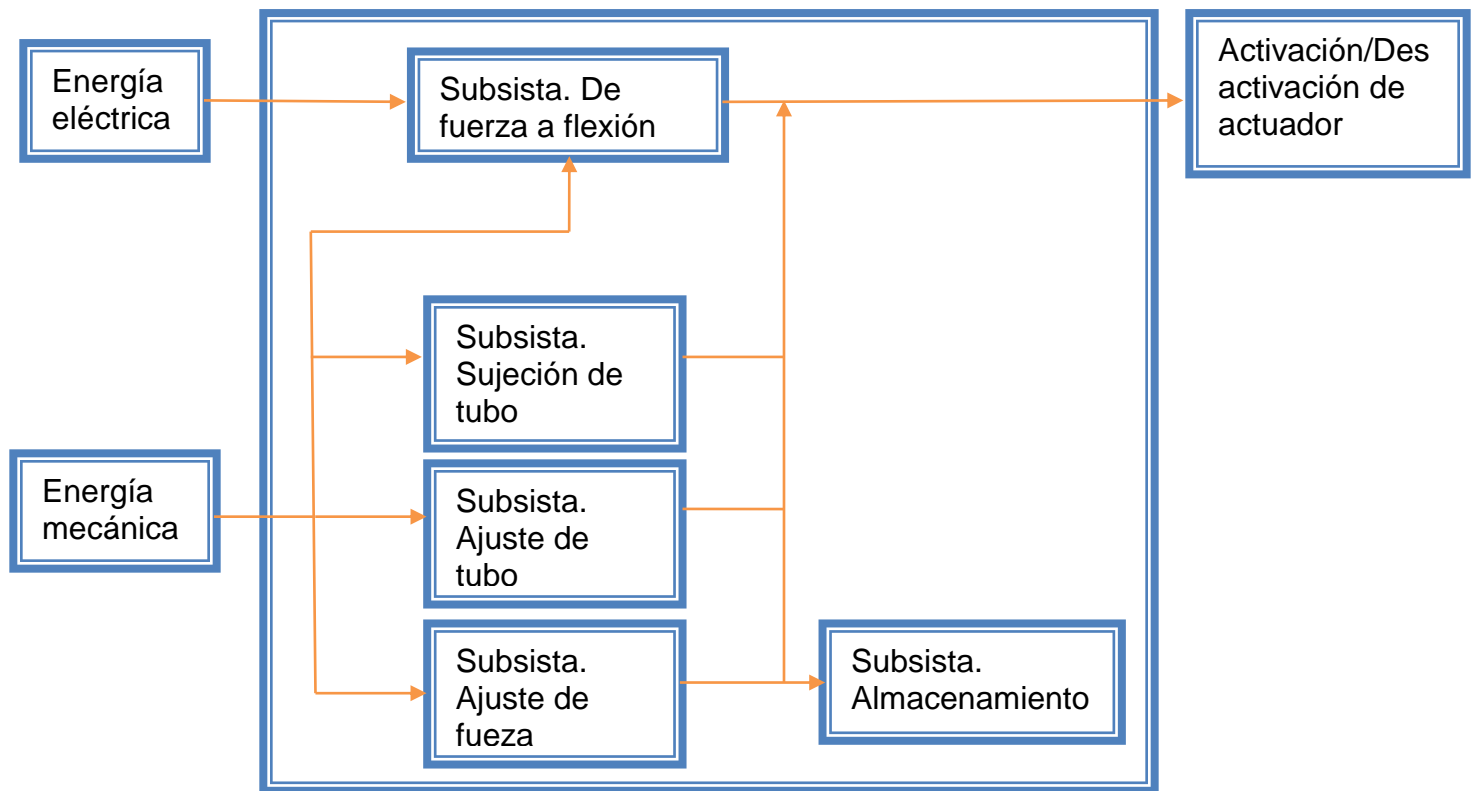 Energía
eléctrica
Subsista. De
fuerza a flexión
Activación/Des
activación de
actuador
Subsista.
Sujeción de
tubo
Energía
mecánica
Subsista.
Ajuste de
tubo
Subsista.
Ajuste de
fueza
Subsista.
Almacenamiento